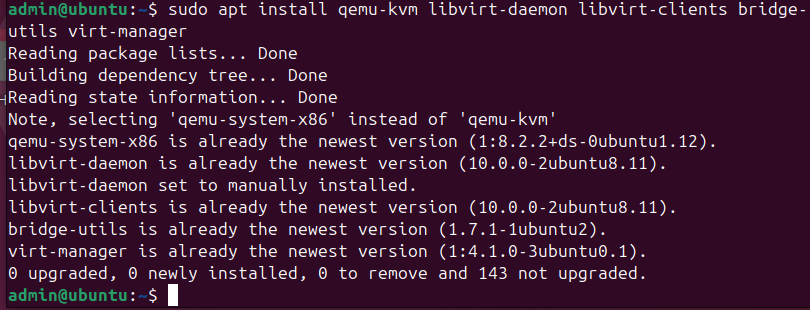 admin@ubuntu:~$ sudo apt install qemu-kvm libvirt-daemon libvirt-clients bridge-
utils virt-manager
Reading package lists... Done
Building dependency tree... Done
Reading state information... Done
Note, selecting 'qemu-system-x86' instead of 'qemu-kvm'
qemu-system-x86 is already the newest version (1:8.2.2+ds-0ubuntu1.12).
libvirt-daemon is already the newest version (10.0.0-2ubuntu8.11).
libvirt-daemon set to manually installed.
libvirt-clients is already the newest version (10.0.0-2ubuntu8.11).
bridge-utils is already the newest version (1.7.1-1ubuntu2).
virt-manager is already the newest version (1:4.1.0-3ubuntu0.1).
0 upgraded, 0 newly installed, 0 to remove and 143 not upgraded.
admin@ubuntu:~$